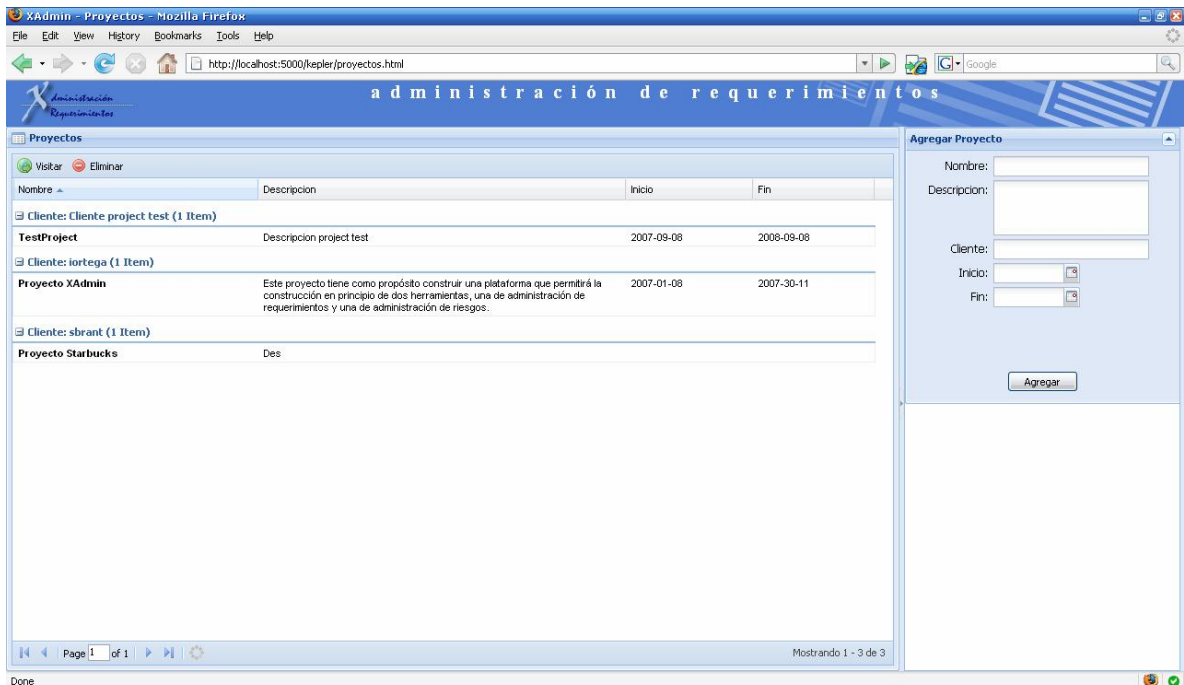 XAdmin - Proyectos - Mozilla Firefox
File Edit View History Bookmarks Tools Help
http://localhost:5000/kepler/proyectos.html
G Google
X dministración
Requerimientos
administración de requerimientos
Proyectos
Visitar Eliminar
Nombre Descripcion Inicio Fin
Cliente: Cliente project test (1 Item)
TestProject Descripcion project test 2007-09-08 2008-09-08
Cliente: iortega (1 Item)
Proyecto XAdmin Este proyecto tiene como propósito construir una plataforma que permitirá la 2007-01-08 2007-30-11
construcción en principio de dos herramientas, una de administración de
requerimientos y una de administración de riesgos.
Cliente: sbrant (1 Item)
Proyecto Starbucks Des
Page 1 of 1
Mostrando 1 - 3 de 3
Agregar Proyecto
Nombre:
Descripcion:
Cliente:
Inicio:
Fin:
Agregar
Done